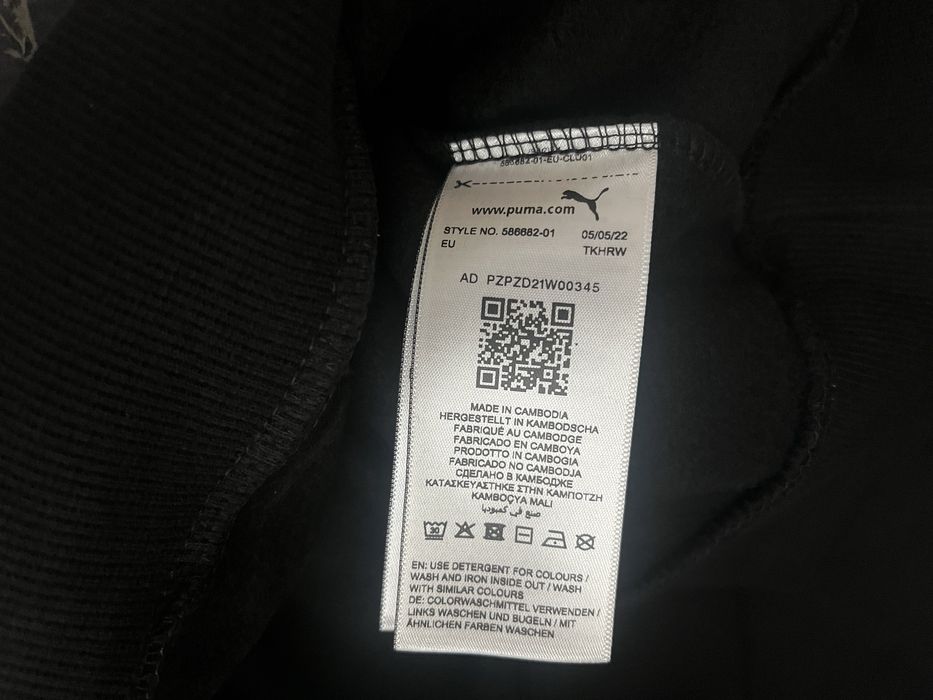 586682-01-EU-CLU01
www.puma.com
STYLE NO. 586682-01 05/05/22
EU TKHRW
AD PZPZD21W00345
MADE IN CAMBODIA
HERGESTELLT IN KAMBODSCHA
FABRIQUÉ AU CAMBODGE
FABRICADO EN CAMBOYA
PRODOTTO IN CAMBOGIA
FABRICADO NO CAMBODJA
СДЕЛАНО В КАМБОДЖЕ
ΚΑΤΑΣΚΕΥΑΣΤΗΚΕ ΣΤΗΝ ΚΑΜΠΟΤΖΗ
KAMBOÇYA MALI
صنع في كمبوديا
30
EN: USE DETERGENT FOR COLOURS /
WASH AND IRON INSIDE OUT / WASH
WITH SIMILAR COLOURS
DE: COLORWASCHMITTEL VERWENDEN /
LINKS WASCHEN UND BUGELN / MIT
ÄHNLICHEN FARBEN WASCHEN